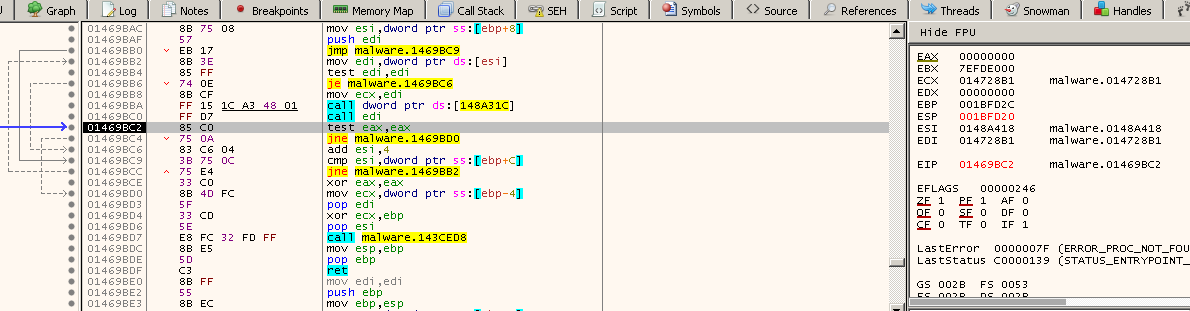 U Graph Log Notes Breakpoints Memory Map Call Stack SEH Script Symbols Source References Threads Snowman Handles
01469BAC 8B 75 08 mov esi,dword ptr ss:[ebp+8]
01469BAF 57 push edi
01469BB0 EB 17 jmp malware.1469BC9
01469BB2 8B 3E mov edi,dword ptr ds:[esi]
01469BB4 85 FF test edi,edi
01469BB6 74 0E je malware.1469BC6
01469BB8 8B CF mov ecx,edi
01469BBA FF 15 1C A3 48 01 call dword ptr ds:[148A31C]
01469BC0 FF D7 call edi
01469BC2 85 C0 test eax,eax
01469BC4 75 0A jne malware.1469BD0
01469BC6 83 C6 04 add esi,4
01469BC9 3B 75 0C cmp esi,dword ptr ss:[ebp+C]
01469BCC 75 E4 jne malware.1469BB2
01469BCE 33 C0 xor eax,eax
01469BD0 8B 4D FC mov ecx,dword ptr ss:[ebp-4]
01469BD3 5F pop edi
01469BD4 33 CD xor ecx,ebp
01469BD6 5E pop esi
01469BD7 E8 FC 32 FD FF call malware.143CED8
01469BDC 8B E5 mov esp,ebp
01469BDE 5D pop ebp
01469BDF C3 ret
01469BE0 8B FF mov edi,edi
01469BE2 55 push ebp
01469BE3 8B EC mov ebp,esp
Hide FPU
EAX 00000000
EBX 7EFDE000
ECX 014728B1 malware.014728B1
EDX 00000000
EBP 001BFD2C
ESP 001BFD20
ESI 0148A418 malware.0148A418
EDI 014728B1 malware.014728B1
EIP 01469BC2 malware.01469BC2
EFLAGS 00000246
ZF 1 PF 1 AF 0
OF 0 SF 0 DF 0
CF 0 TF 0 IF 1
LastError 0000007F (ERROR_PROC_NOT_FOU
LastStatus C0000139 (STATUS_ENTRYPOINT_
GS 002B FS 0053